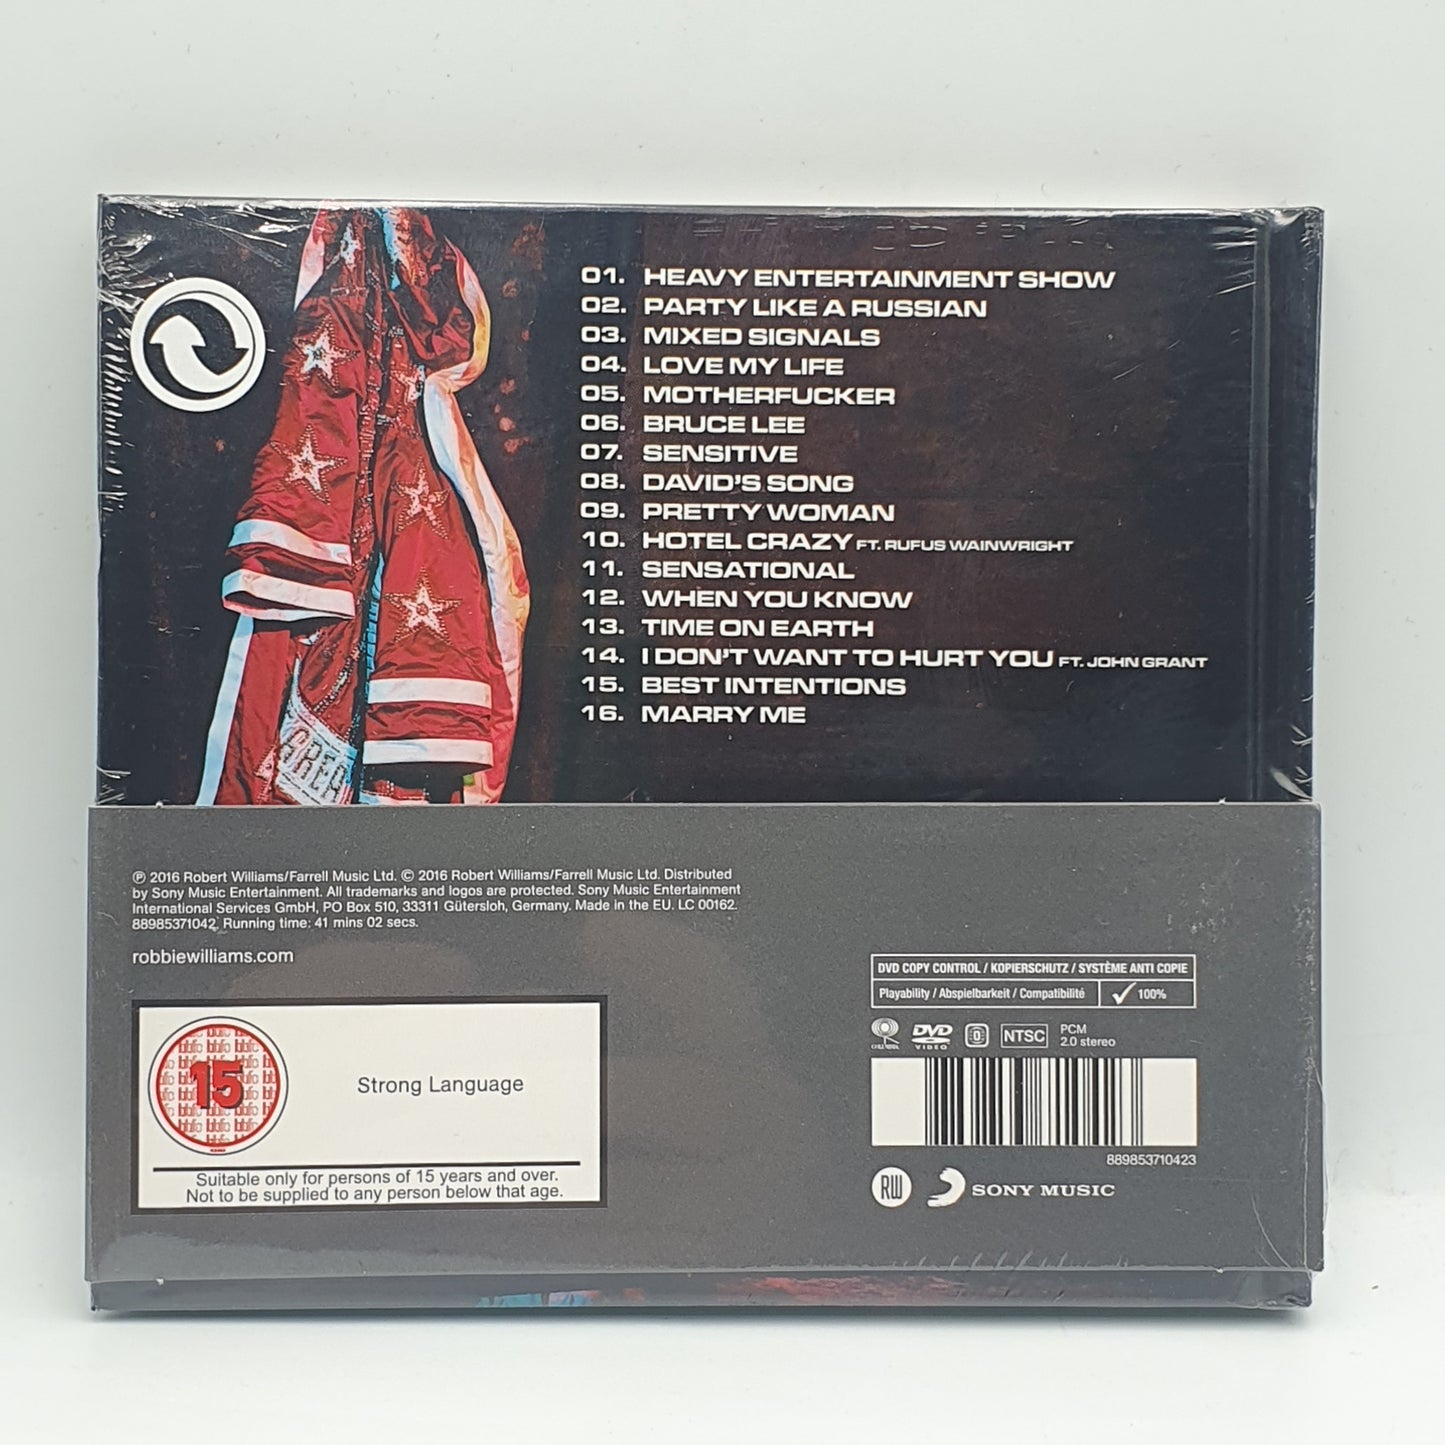 01. HEAVY ENTERTAINMENT SHOW
02. PARTY LIKE A RUSSIAN
03. MIXED SIGNALS
04. LOVE MY LIFE
05. MOTHERFUCKER
06. BRUCE LEE
07. SENSITIVE
08. DAVID'S SONG
09. PRETTY WOMAN
10. HOTEL CRAZY FT. RUFUS WAINWRIGHT
11. SENSATIONAL
12. WHEN YOU KNOW
13. TIME ON EARTH
14. I DON'T WANT TO HURT YOU FT. JOHN GRANT
15. BEST INTENTIONS
16. MARRY ME
GREA
℗ 2016 Robert Williams/Farrell Music Ltd. © 2016 Robert Williams/Farrell Music Ltd. Distributed
by Sony Music Entertainment. All trademarks and logos are protected. Sony Music Entertainment
International Services GmbH, PO Box 510, 33311 Gütersloh, Germany. Made in the EU. LC 00162.
88985371042. Running time: 41 mins 02 secs.
robbiewilliams.com
15
Strong Language
Suitable only for persons of 15 years and over.
Not to be supplied to any person below that age.
DVD COPY CONTROL / KOPIERSCHUTZ / SYSTÈME ANTI COPIE
Playability / Abspielbarkeit / Compatibilité ✓ 100%
COLUMBIA
DVD VIDEO
0
NTSC
PCM
2.0 stereo
889853710423
RW
SONY MUSIC